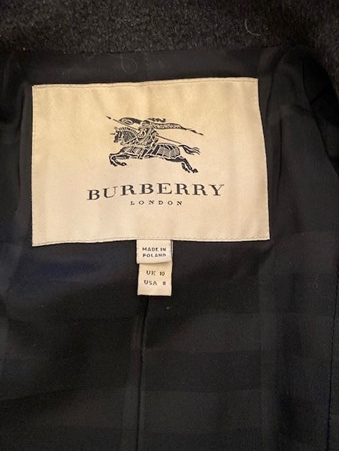 BURBERRY
LONDON
MADE IN
POLAND
UK 10
USA 8